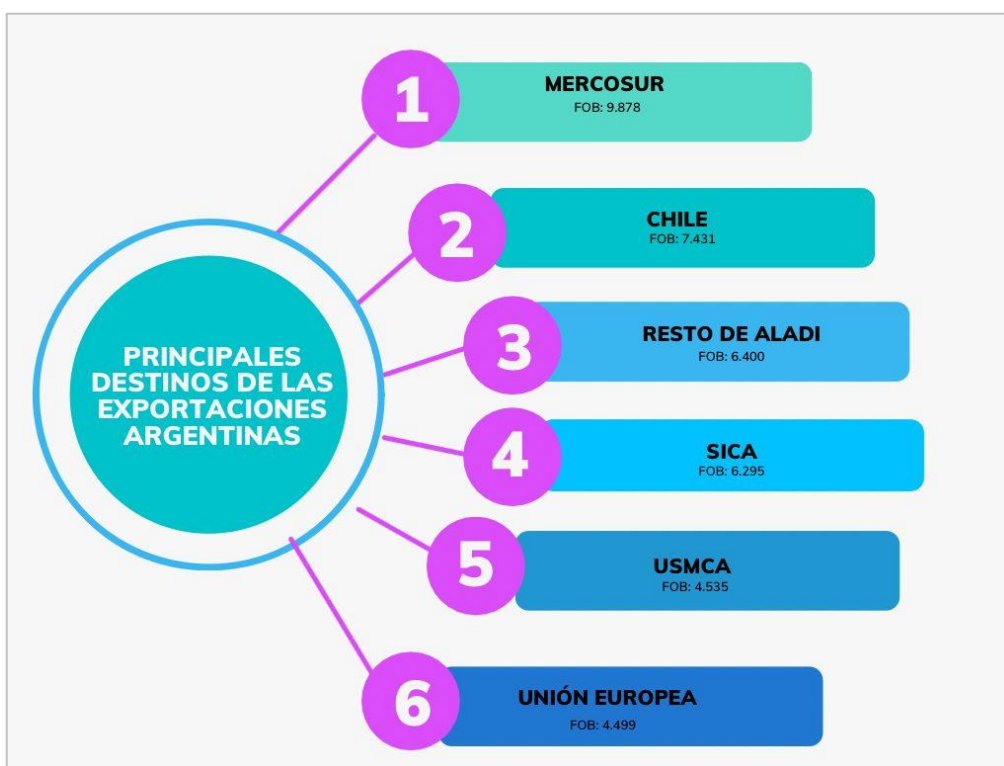 PRINCIPALES
DESTINOS DE LAS
EXPORTACIONES
ARGENTINAS
1
MERCOSUR
FOB: 9.878
2
CHILE
FOB: 7.431
3
RESTO DE ALADI
FOB: 6.400
4
SICA
FOB: 6.295
5
USMCA
FOB: 4.535
6
UNIÓN EUROPEA
FOB: 4.499